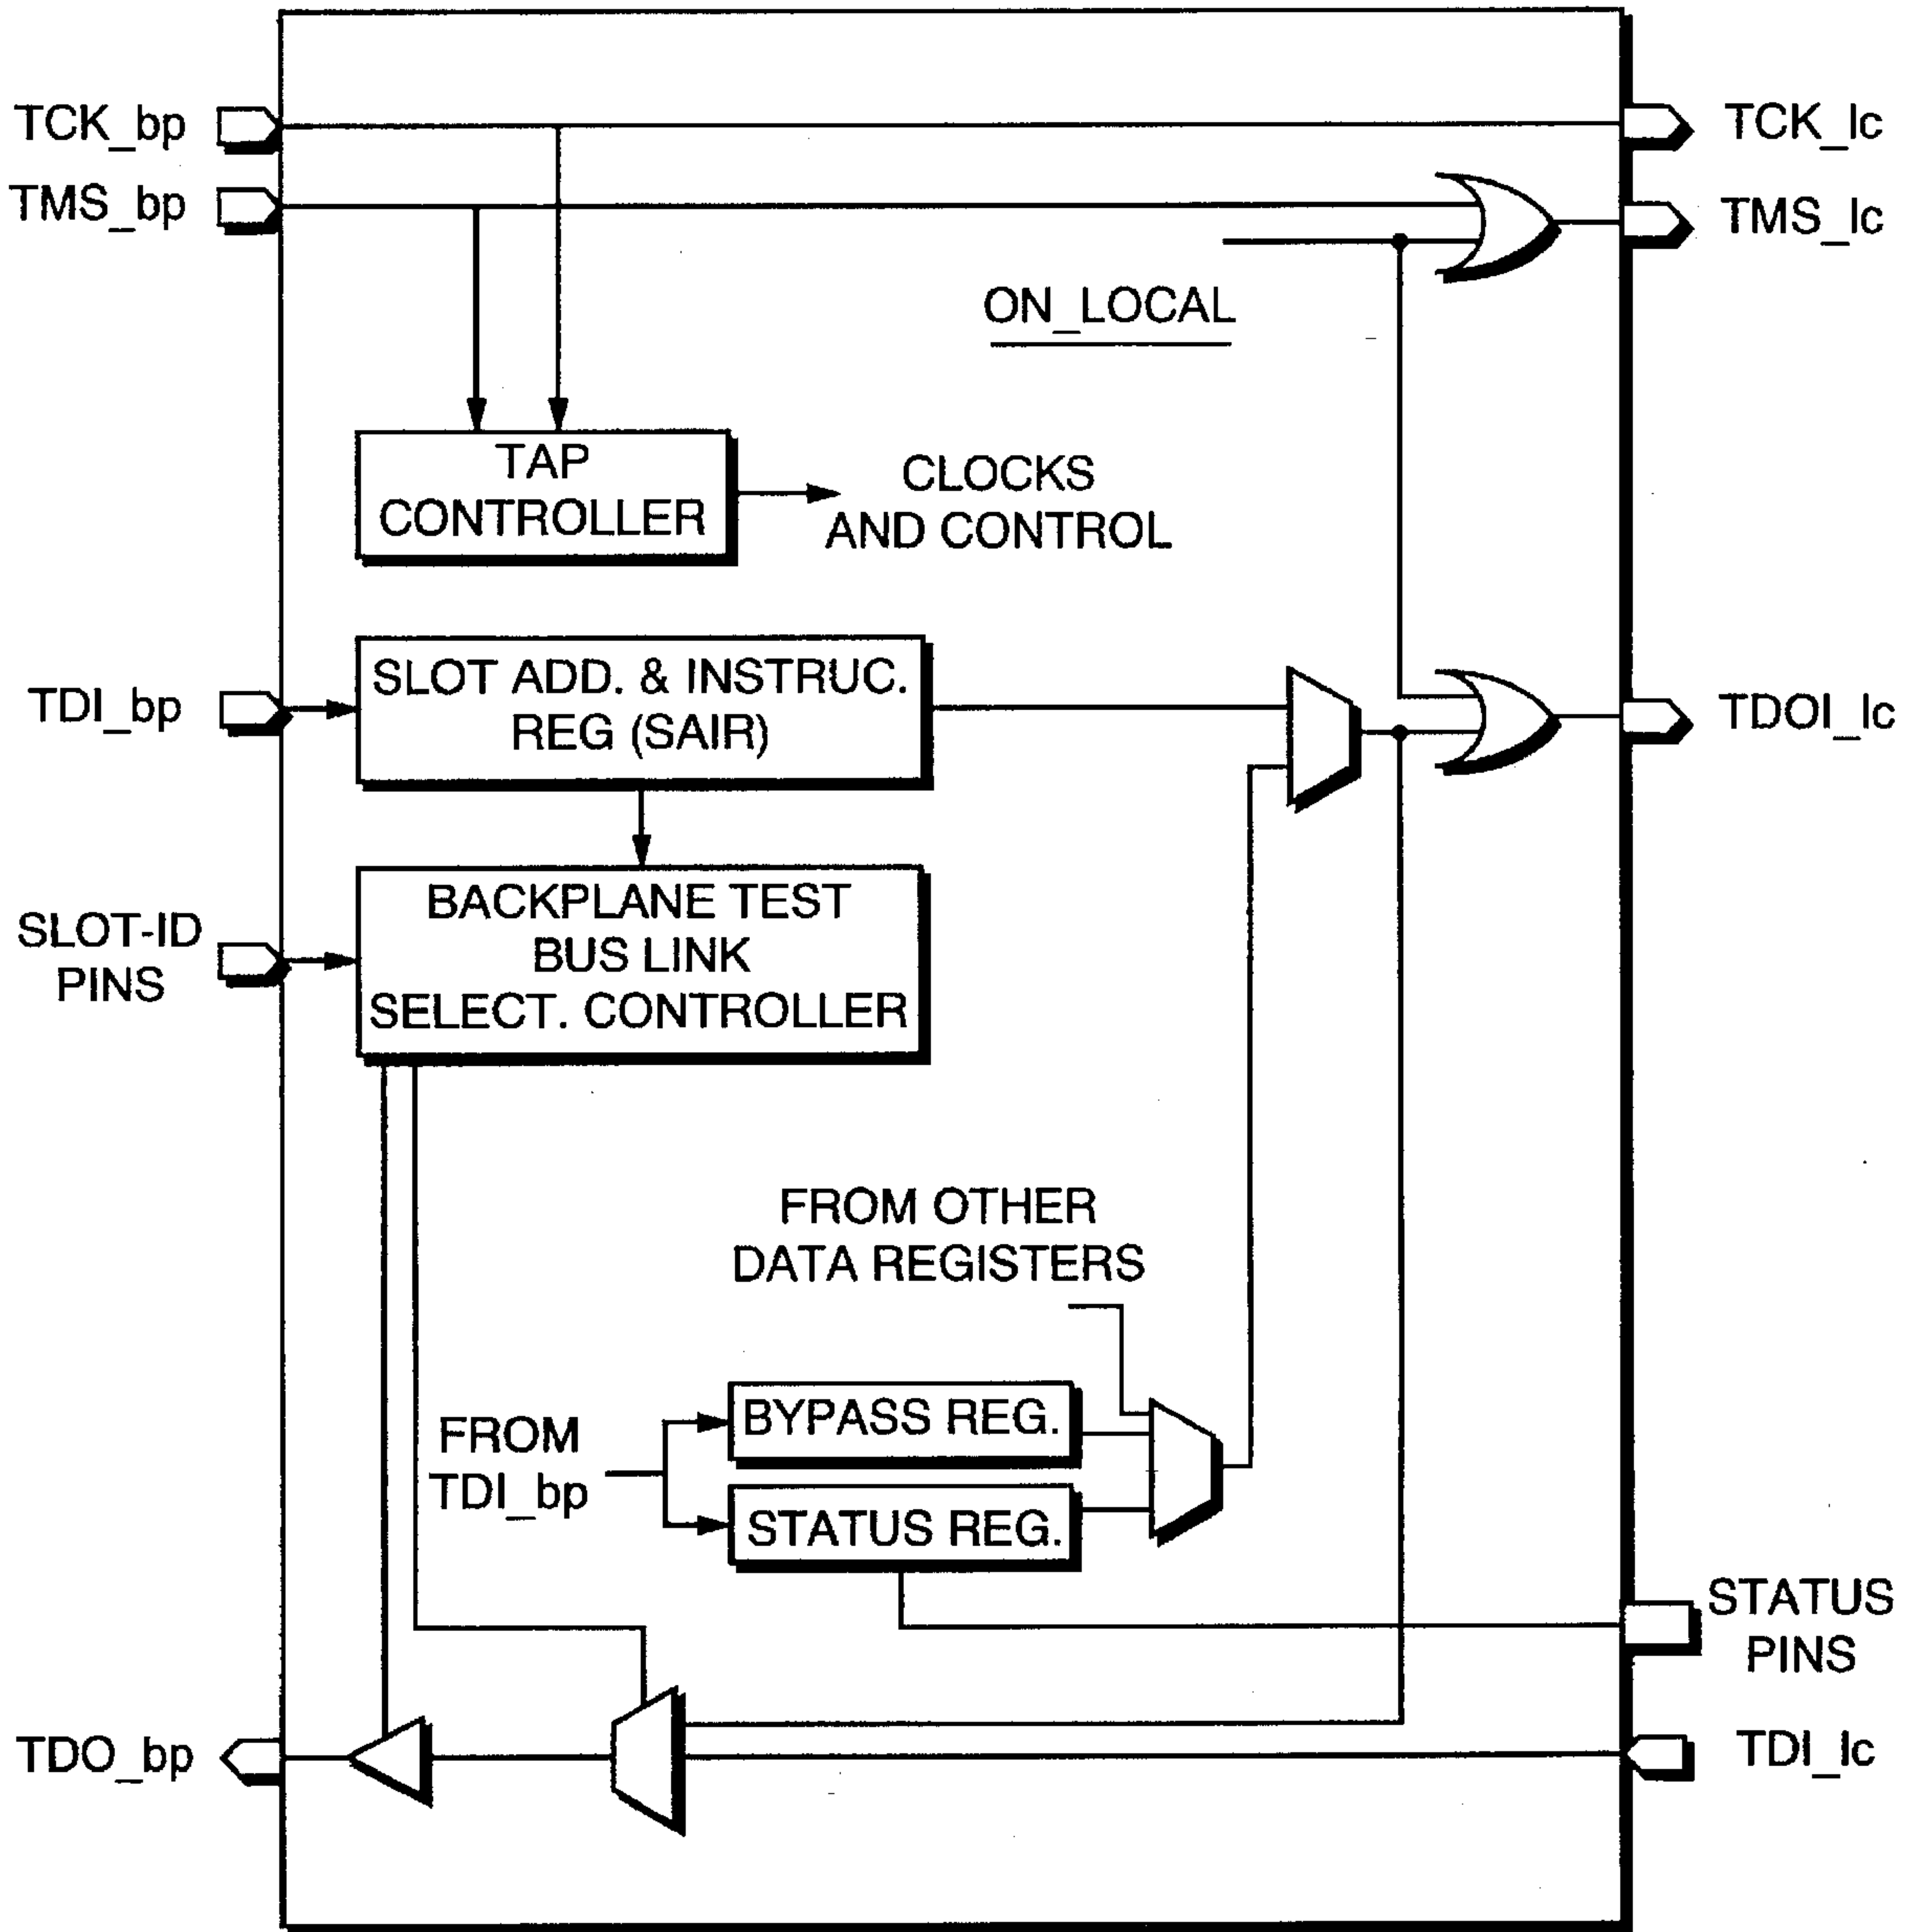 TCK_bp
TCK_lc
TMS_bp
TMS_lc
ON_LOCAL
TAP
CONTROLLER
CLOCKS
AND CONTROL
TDI_bp
SLOT ADD. & INSTRUC.
REG (SAIR)
TDOI_lc
SLOT-ID
PINS
BACKPLANE TEST
BUS LINK
SELECT. CONTROLLER
FROM OTHER
DATA REGISTERS
FROM
TDI_bp
BYPASS REG.
STATUS REG.
STATUS
PINS
TDO_bp
TDI_lc